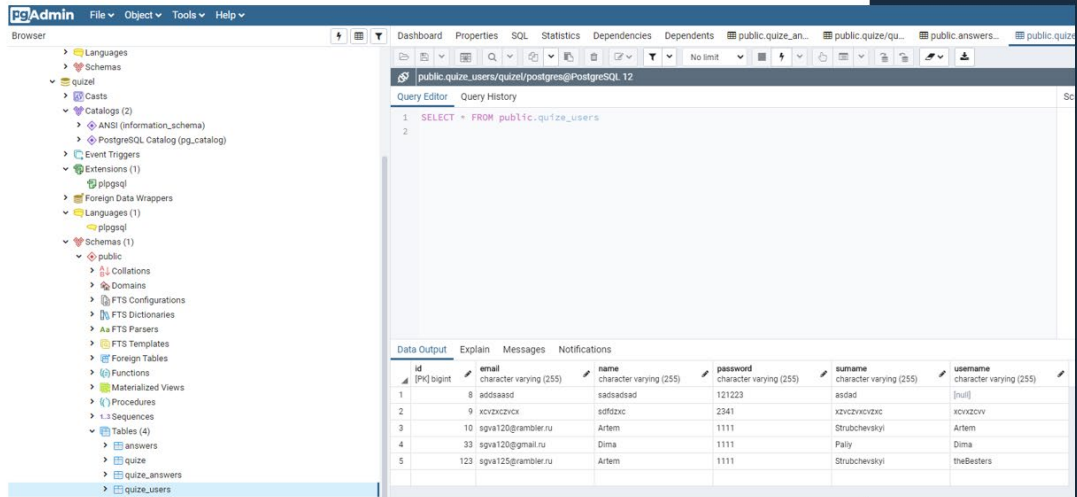 pgAdmin File Object Tools Help
Browser
Languages
Schemas
quizel
Casts
Catalogs (2)
ANSI (information_schema)
PostgreSQL Catalog (pg_catalog)
Event Triggers
Extensions (1)
plpgsql
Foreign Data Wrappers
Languages (1)
plpgsql
Schemas (1)
public
Collations
Domains
FTS Configurations
FTS Dictionaries
FTS Parsers
FTS Templates
Foreign Tables
Functions
Materialized Views
Procedures
Sequences
Tables (4)
answers
quize
quize_answers
quize_users
Dashboard Properties SQL Statistics Dependencies Dependents public.quize_an... public.quize/qu... public.answers... public.quize
No limit
public.quize_users/quizel/postgres@PostgreSQL 12
Query Editor Query History Sc
1 SELECT * FROM public.quize_users
2
Data Output Explain Messages Notifications
id email name password surname username
[PK] bigint character varying (255) character varying (255) character varying (255) character varying (255) character varying (255)
1 8 addsaasd sadsadsad 121223 asdad [null]
2 9 xcvzxczvcx sdfdzxc 2341 xzvczvxcvzxc xcvxzcvv
3 10 sgva120@rambler.ru Artem 1111 Strubchevskyi Artem
4 33 sgva120@gmail.ru Dima 1111 Paliy Dima
5 123 sgva125@rambler.ru Artem 1111 Strubchevskyi theBesters